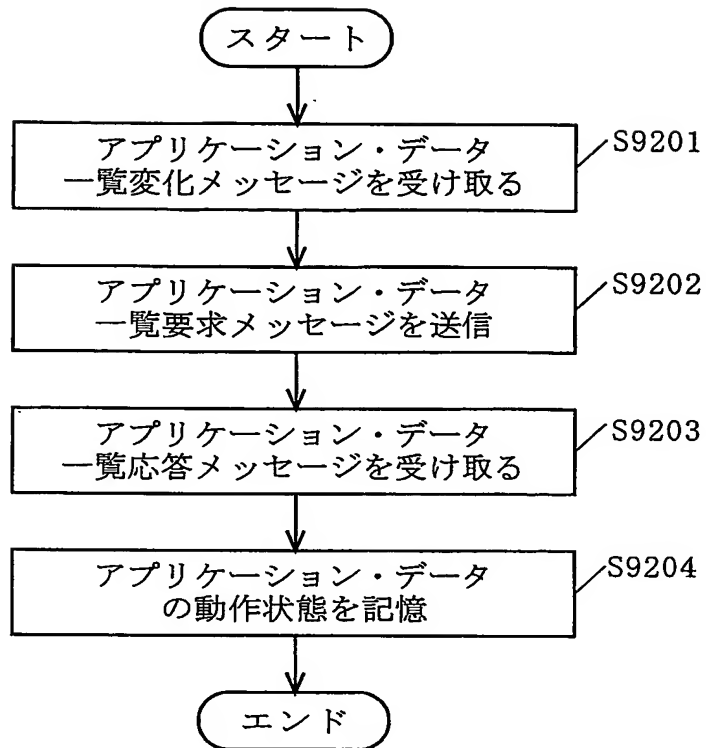 スタート
アプリケーション・データ
一覧変化メッセージを受け取る
S9201
アプリケーション・データ
一覧要求メッセージを送信
S9202
アプリケーション・データ
一覧応答メッセージを受け取る
S9203
アプリケーション・データ
の動作状態を記憶
S9204
エンド